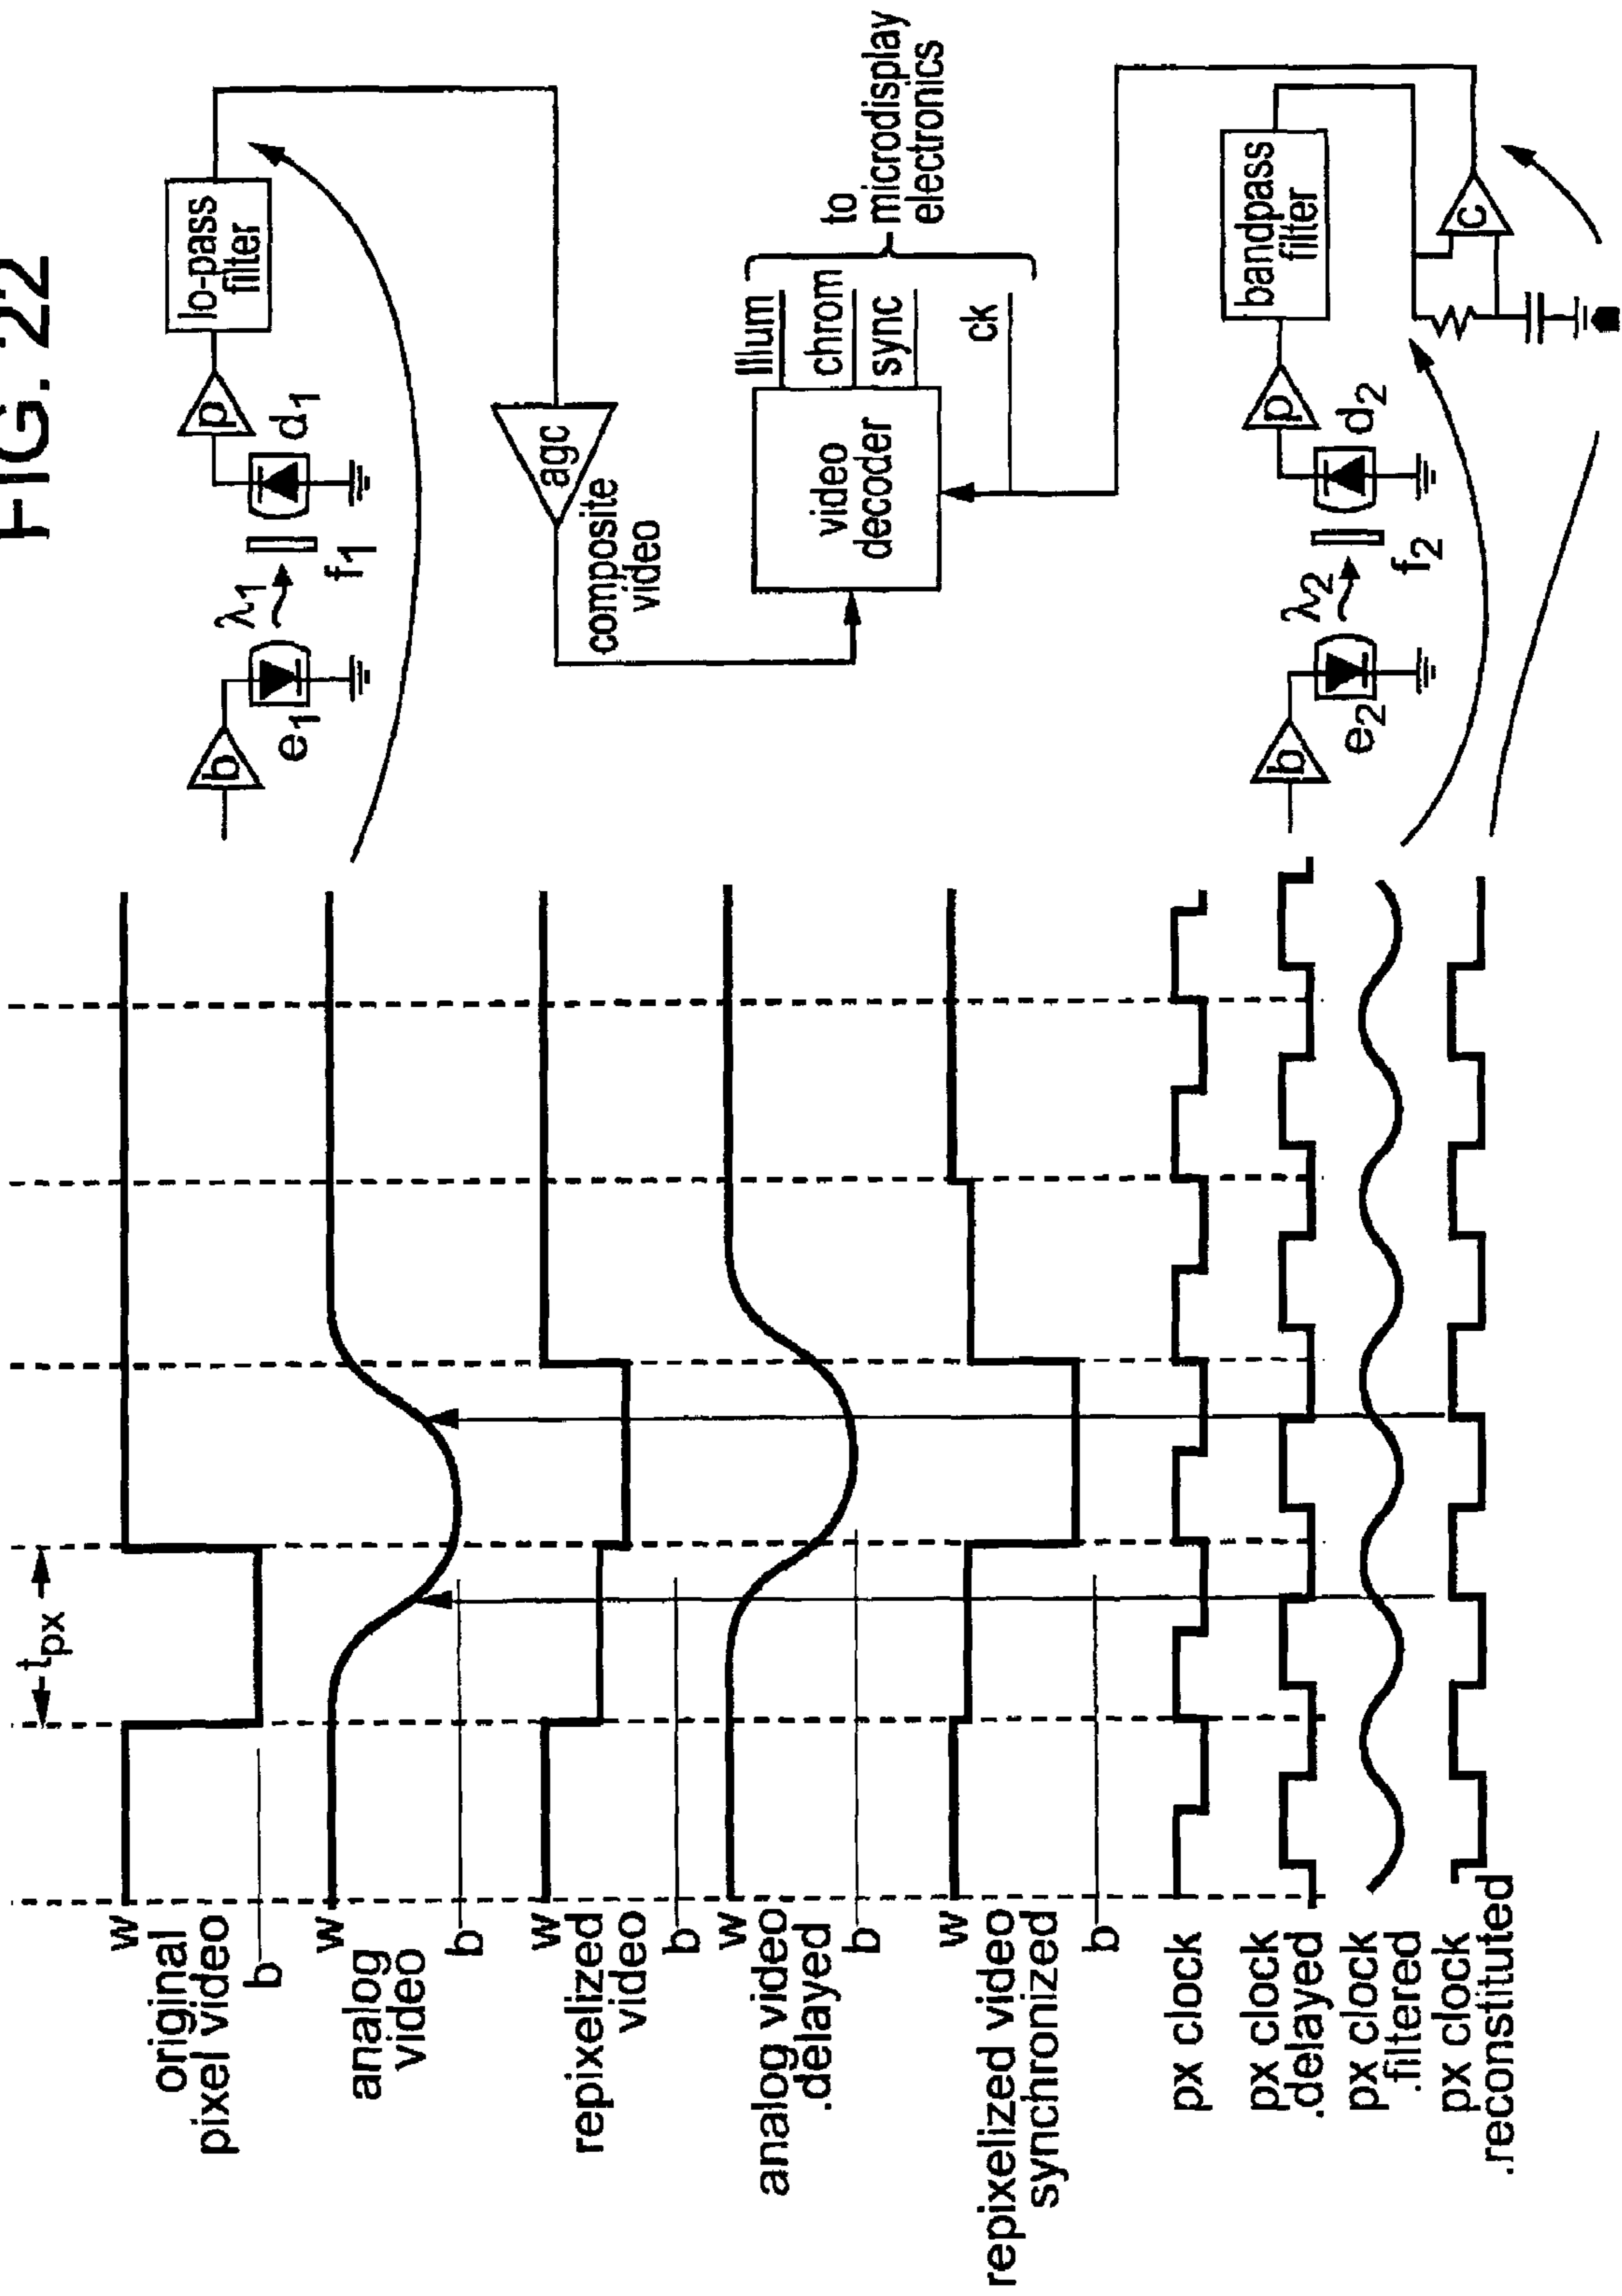 FIG. 22
t px
w
original
pixel video
b
w
analog
video
b
w
repixelized
video
b
w
analog video
.delayed
b
w
repixelized video
synchronized
b
px clock
px clock
.delayed
px clock
.filtered
px clock
.reconstituted
b
e1
λ1
f1
d1
p
lo-pass
filter
agc
composite
video
video
decoder
Illum
chrom
sync
ck
to
microdisplay
electronics
b
e2
λ2
f2
d2
p
bandpass
filter
c